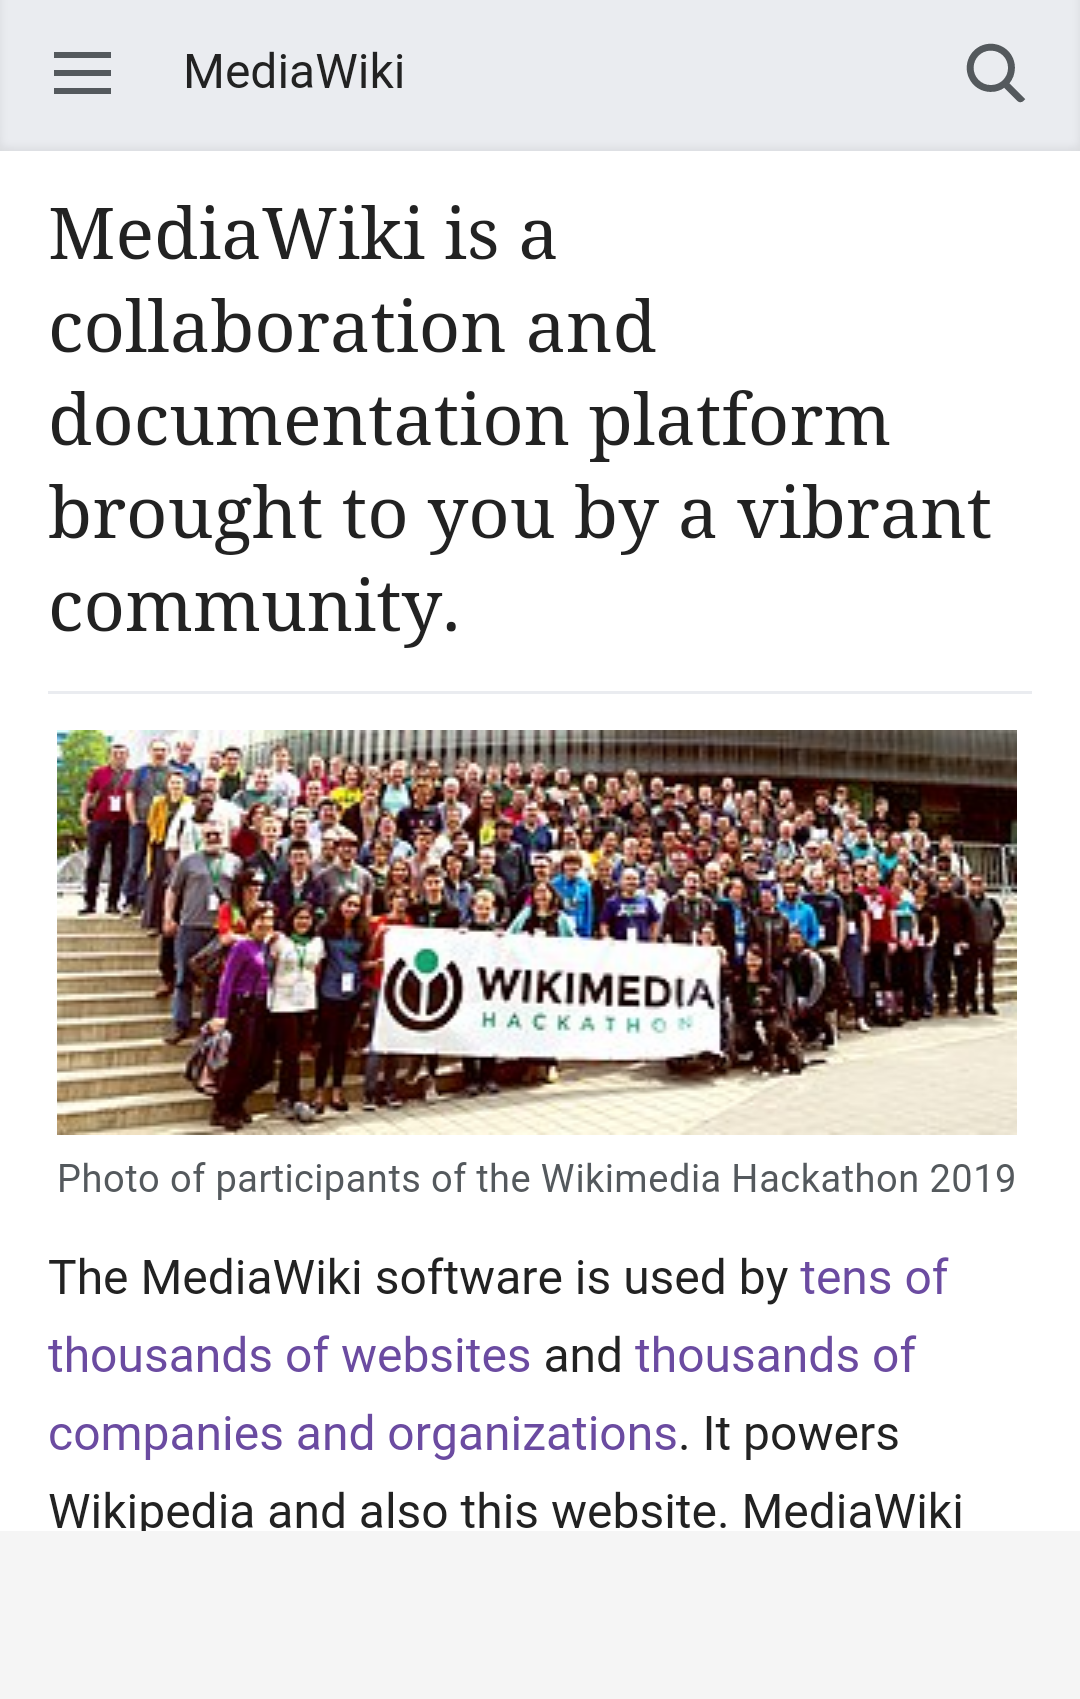 MediaWiki
MediaWiki is a
collaboration and
documentation platform
brought to you by a vibrant
community.
WIKIMEDIA
HACKATHON
Photo of participants of the Wikimedia Hackathon 2019
The MediaWiki software is used by tens of
thousands of websites and thousands of
companies and organizations. It powers
Wikipedia and also this website. MediaWiki